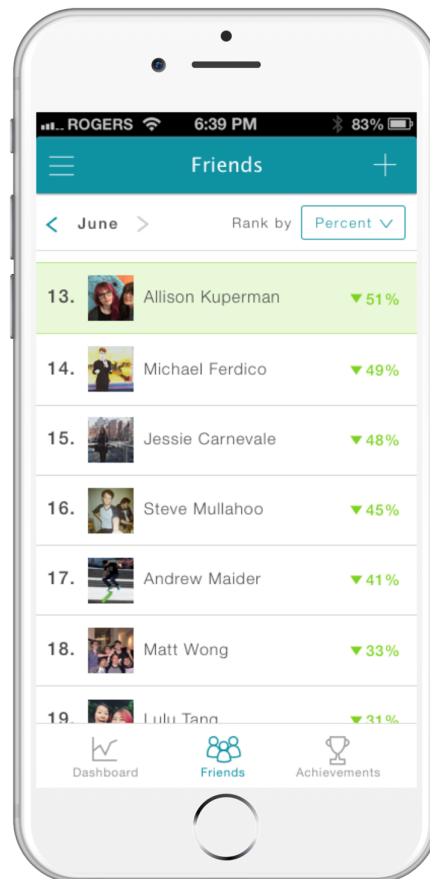 ROGERS 6:39 PM 83%
Friends
June Rank by Percent
13. Allison Kuperman ▼51%
14. Michael Ferdico ▼49%
15. Jessie Carnevale ▼48%
16. Steve Mullahoo ▼45%
17. Andrew Maider ▼41%
18. Matt Wong ▼33%
19. Lulu Tang ▼31%
Dashboard Friends Achievements